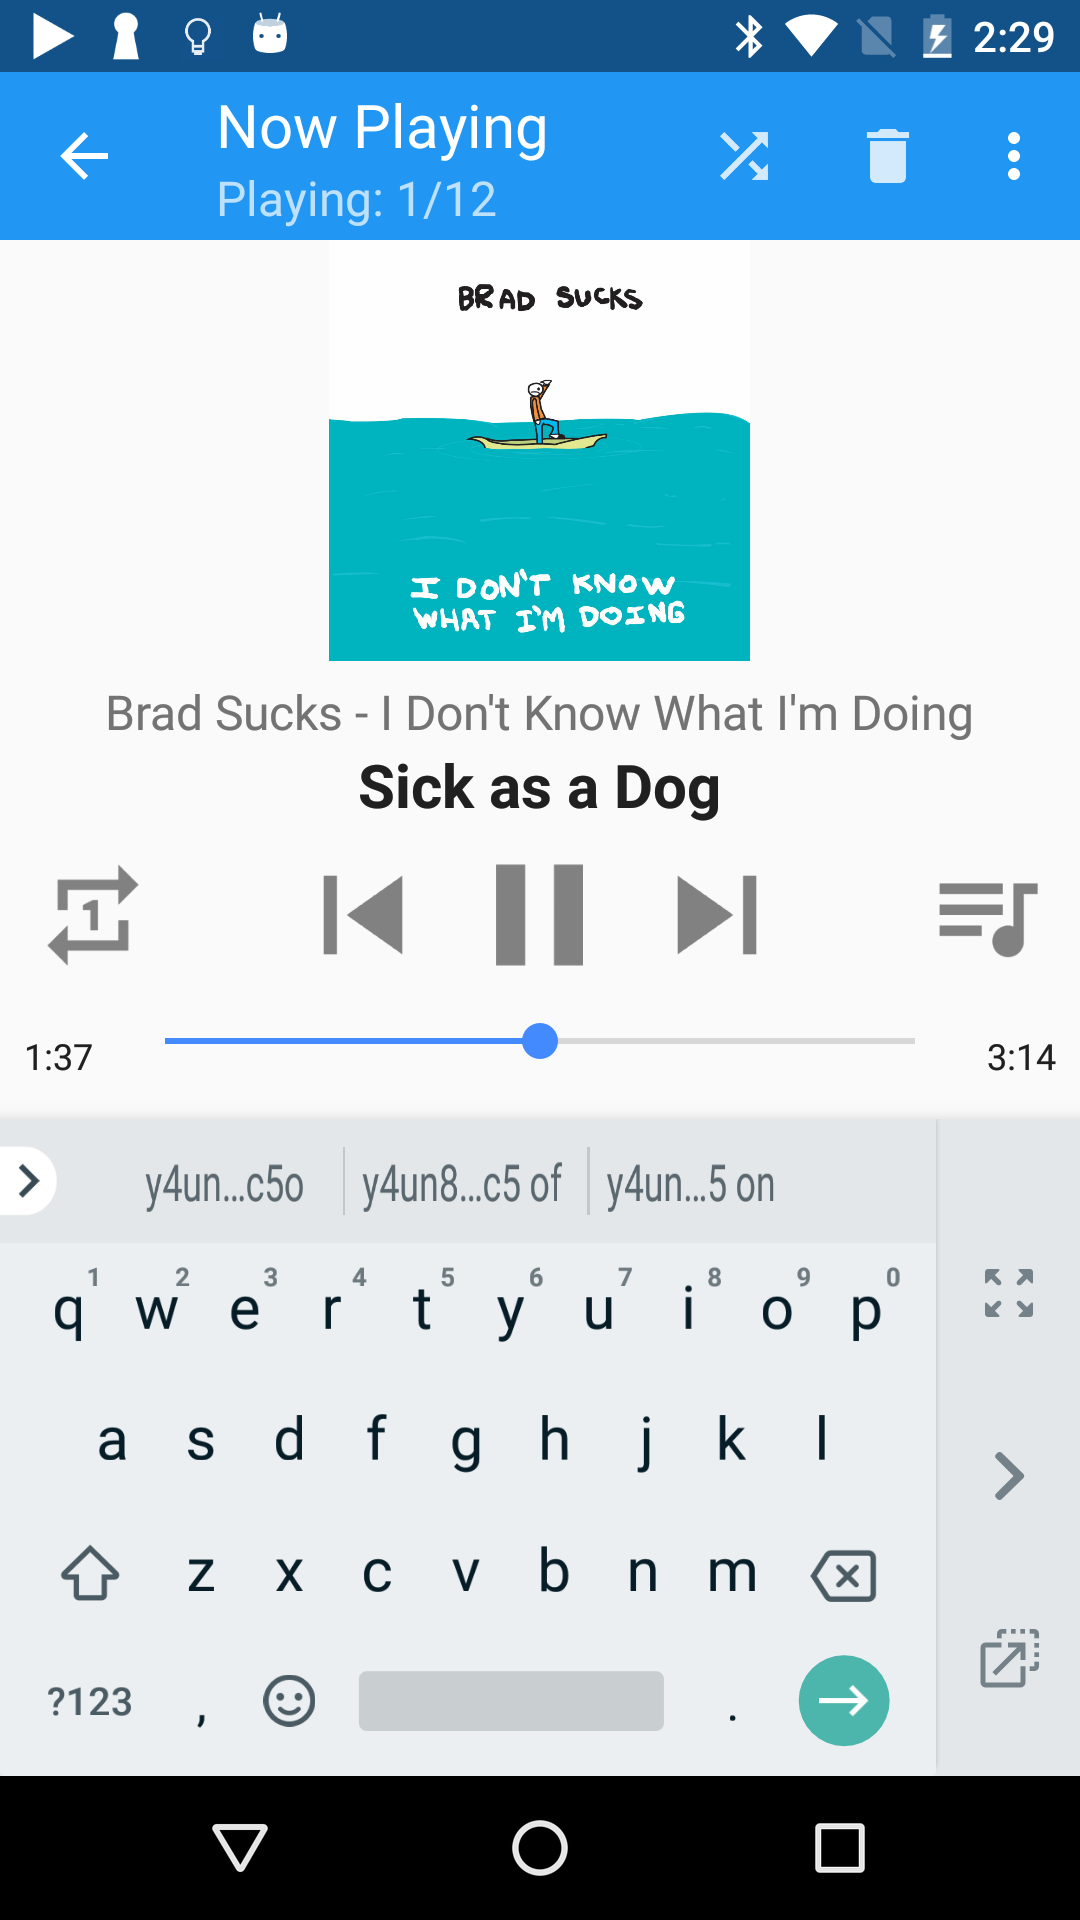 2:29
Now Playing
Playing: 1/12
BRAD SUCKS
I DON'T KNOW
WHAT I'M DOING
Brad Sucks - I Don't Know What I'm Doing
Sick as a Dog
1
1:37
3:14
y4un...c5o y4un8...c5 of y4un...5 on
1 2 3 4 5 6 7 8 9 0
q w e r t y u i o p
a s d f g h j k l
z x c v b n m
?123 , .